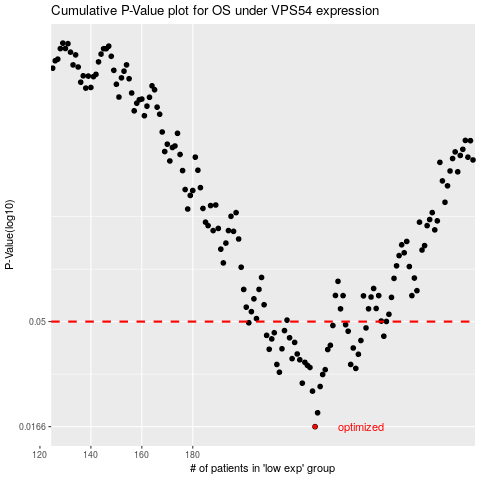 Cumulative P-Value plot for OS under VPS54 expression
P-Value(log10)
0.05
0.0166
optimized
120
140
160
180
# of patients in 'low exp' group